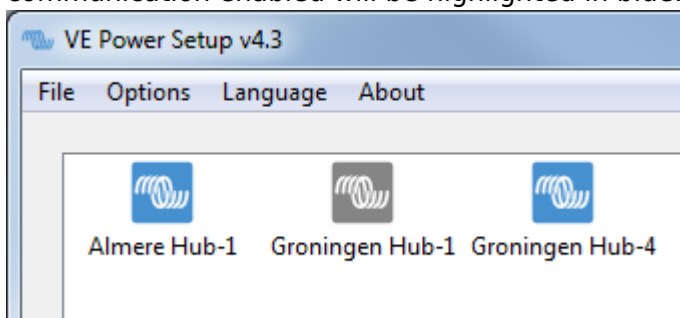 communication enabled will be highlighted in blue.
VE Power Setup v4.3
File Options Language About
Almere Hub-1 Groningen Hub-1 Groningen Hub-4